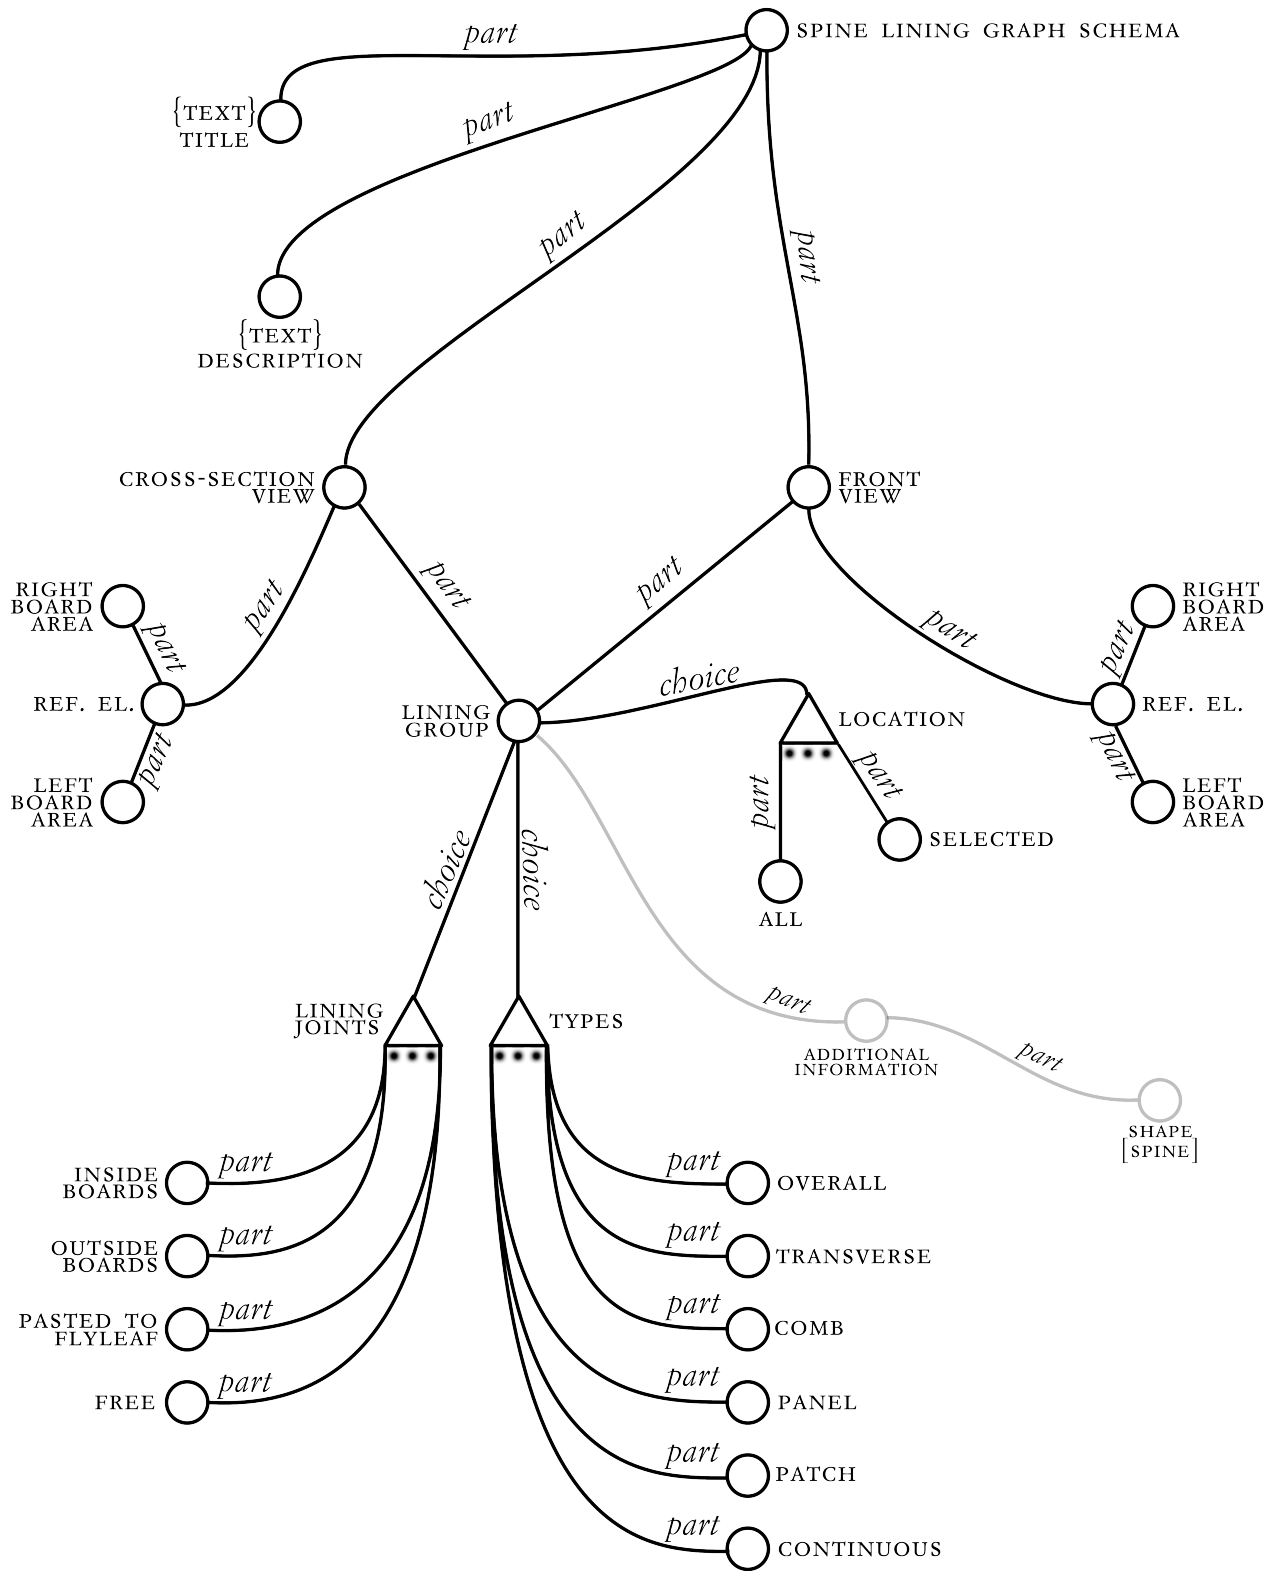 part
SPINE LINING GRAPH SCHEMA
{TEXT}
TITLE
part
part
part
{TEXT}
DESCRIPTION
CROSS-SECTION
VIEW
FRONT
VIEW
part
part
part
part
RIGHT
BOARD
AREA
part
REF. EL.
part
LEFT
BOARD
AREA
LINING
GROUP
choice
LOCATION
part
part
ALL
SELECTED
RIGHT
BOARD
AREA
part
REF. EL.
part
LEFT
BOARD
AREA
choice
choice
LINING
JOINTS
TYPES
part
ADDITIONAL
INFORMATION
part
SHAPE
[SPINE]
INSIDE
BOARDS
part
OUTSIDE
BOARDS
part
PASTED TO
FLYLEAF
part
FREE
part
part
OVERALL
part
TRANSVERSE
part
COMB
part
PANEL
part
PATCH
part
CONTINUOUS